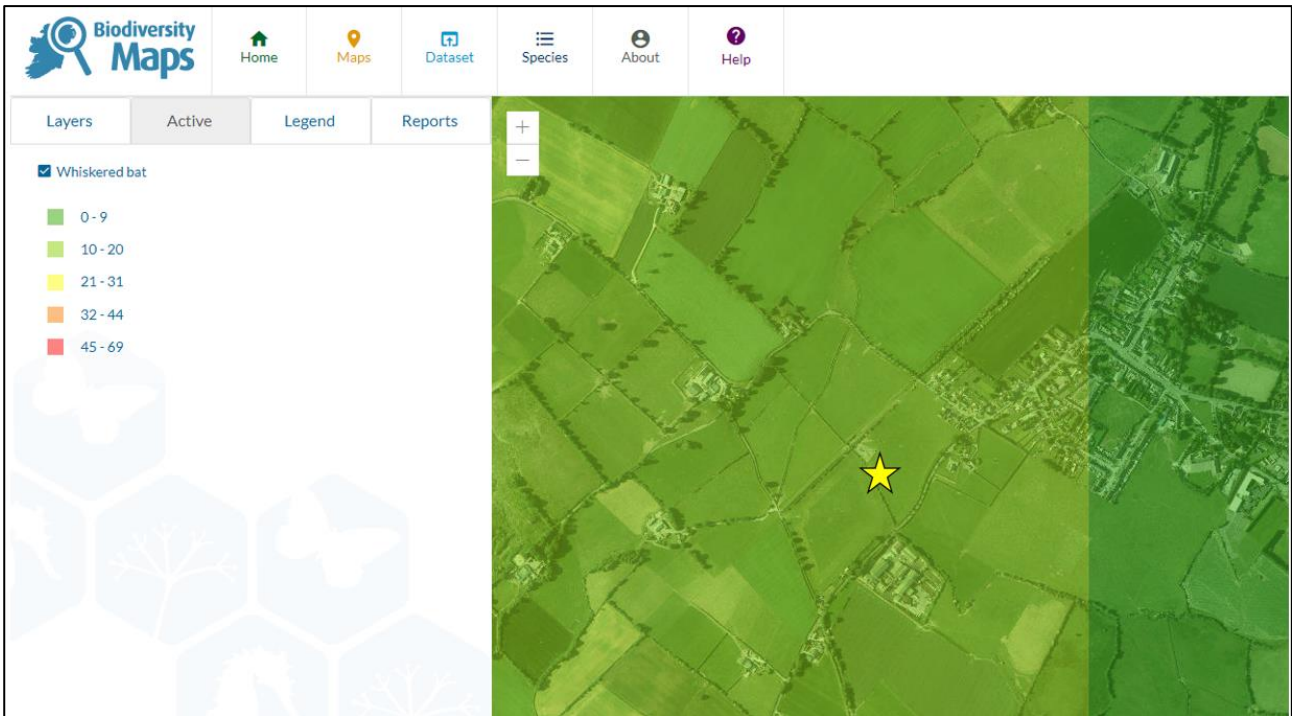 Biodiversity
Maps
Home
Maps
Dataset
Species
About
Help
Layers
Active
Legend
Reports
+
−
Whiskered bat
0 - 9
10 - 20
21 - 31
32 - 44
45 - 69